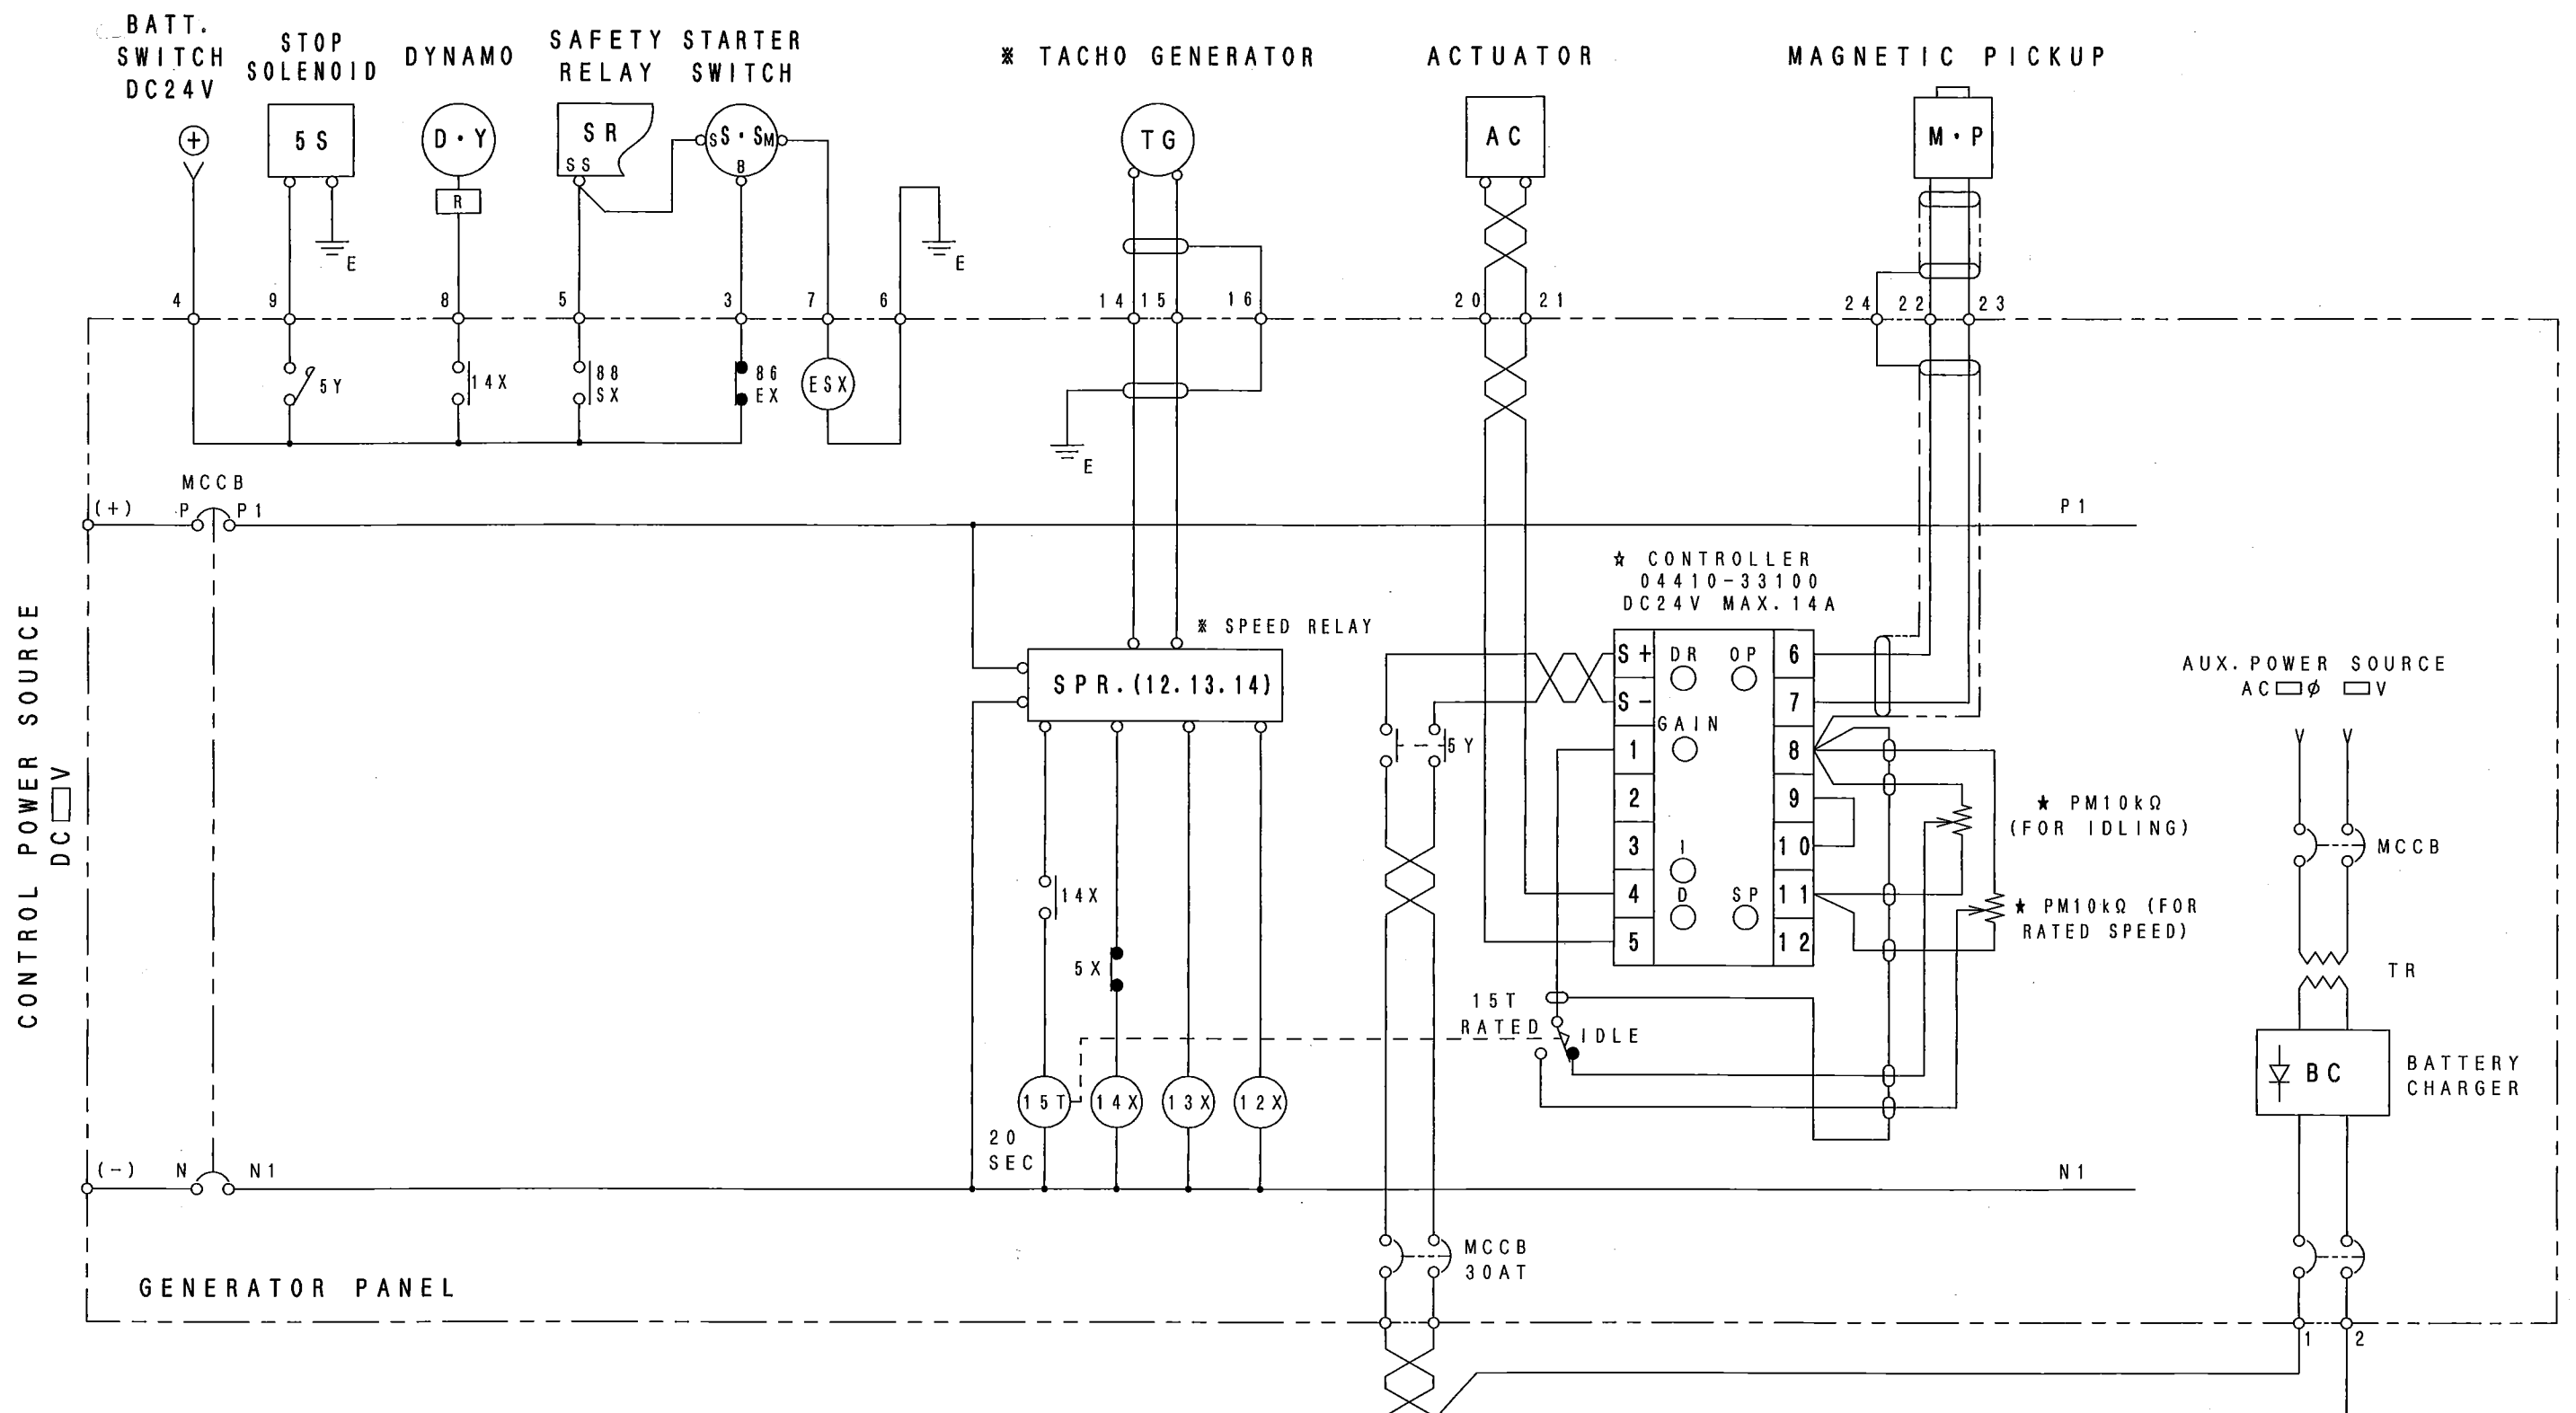 BATT.
SWITCH
DC24V
STOP
SOLENOID
DYNAMO
SAFETY
RELAY
STARTER
SWITCH
※ TACHO GENERATOR
ACTUATOR
MAGNETIC PICKUP
5S
D・Y
R
SR
SS
S
S・S
M
B
TG
AC
M・P
E
E
4
9
8
5
3
7
6
14
15
16
20
21
24
22
23
5Y
14X
88
SX
86
EX
ESX
E
MCCB
(+)
P
P1
P1
CONTROL POWER SOURCE
DC□V
☆ CONTROLLER
04410-33100
DC24V MAX.14A
※ SPEED RELAY
SPR.(12.13.14)
S+
S-
1
2
3
4
5
DR
OP
GAIN
I
D
SP
6
7
8
9
10
11
12
5Y
AUX.POWER SOURCE
AC□φ □V
★ PM10kΩ
(FOR IDLING)
★ PM10kΩ (FOR
RATED SPEED)
MCCB
TR
14X
5X
15T
RATED
IDLE
BC
BATTERY
CHARGER
15T
14X
13X
12X
20
SEC
(-)
N
N1
N1
MCCB
30AT
GENERATOR PANEL
1
2